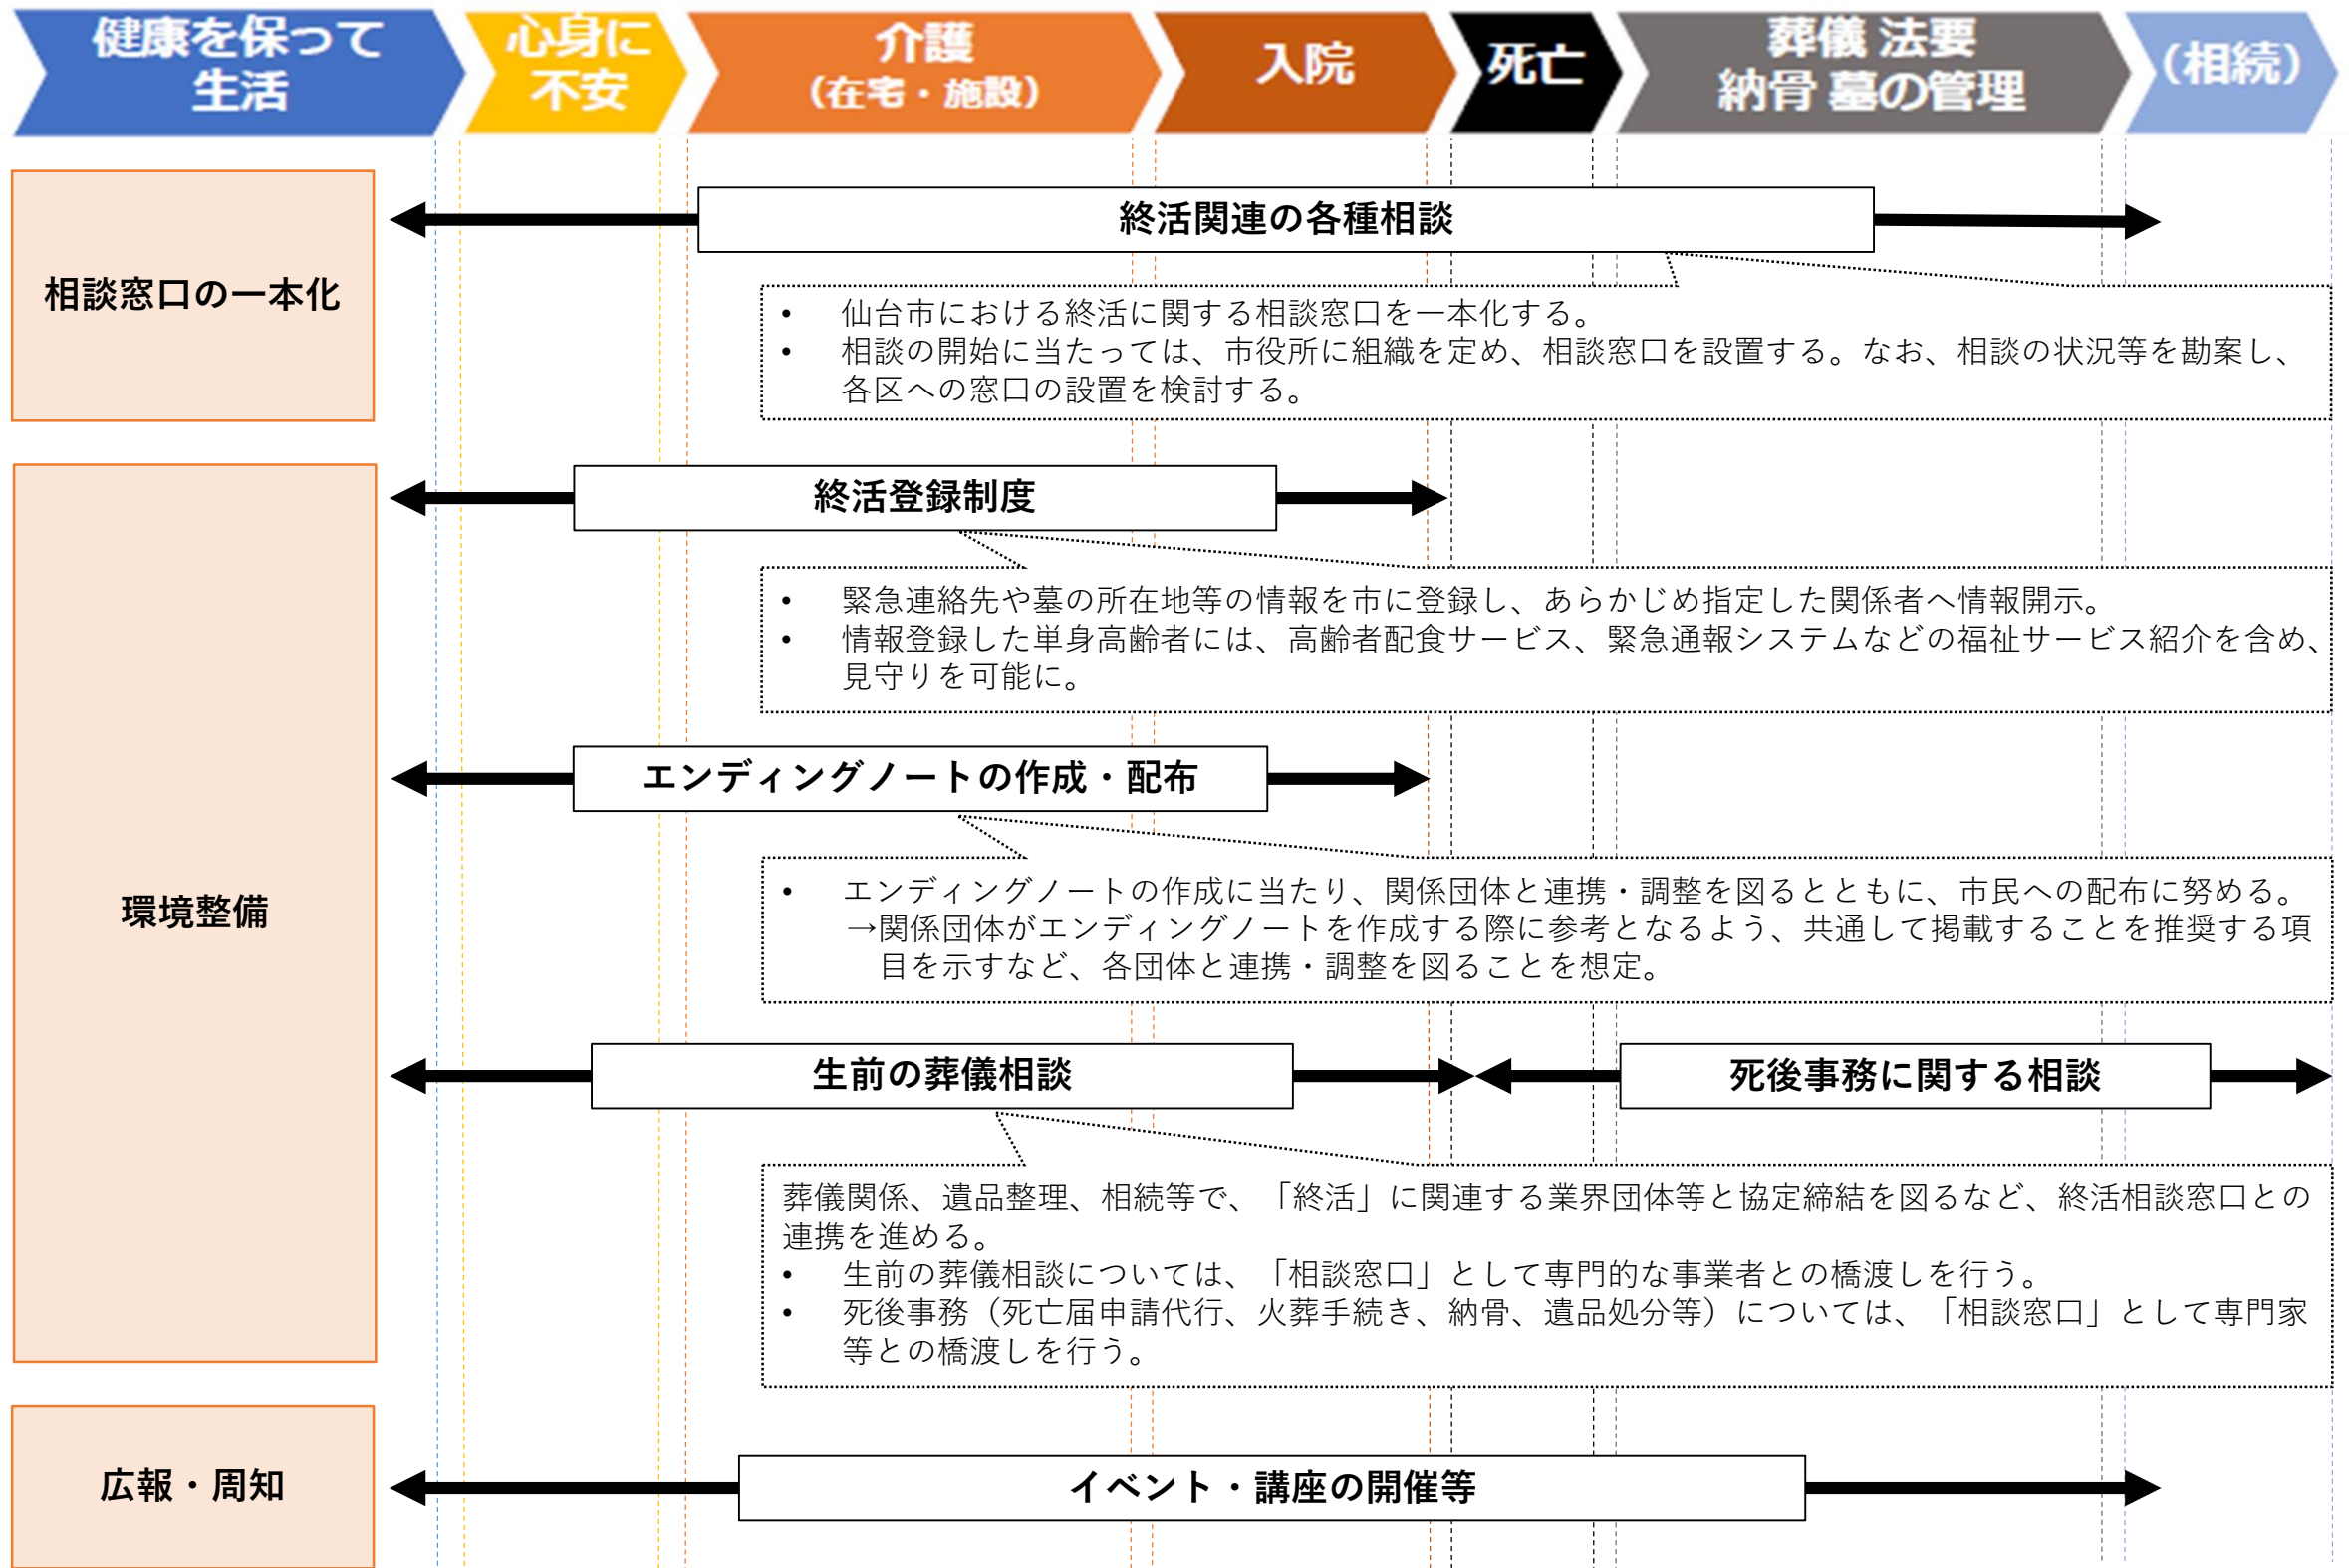 健康を保って
生活
心身に
不安
介護
（在宅・施設）
入院
死亡
葬儀 法要
納骨 墓の管理
（相続）
相談窓口の一本化
終活関連の各種相談
• 仙台市における終活に関する相談窓口を一本化する。
• 相談の開始に当たっては、市役所に組織を定め、相談窓口を設置する。なお、相談の状況等を勘案し、
各区への窓口の設置を検討する。
環境整備
終活登録制度
• 緊急連絡先や墓の所在地等の情報を市に登録し、あらかじめ指定した関係者へ情報開示。
• 情報登録した単身高齢者には、高齢者配食サービス、緊急通報システムなどの福祉サービス紹介を含め、
見守りを可能に。
エンディングノートの作成・配布
• エンディングノートの作成に当たり、関係団体と連携・調整を図るとともに、市民への配布に努める。
→関係団体がエンディングノートを作成する際に参考となるよう、共通して掲載することを推奨する項
目を示すなど、各団体と連携・調整を図ることを想定。
生前の葬儀相談
死後事務に関する相談
葬儀関係、遺品整理、相続等で、「終活」に関連する業界団体等と協定締結を図るなど、終活相談窓口との
連携を進める。
• 生前の葬儀相談については、「相談窓口」として専門的な事業者との橋渡しを行う。
• 死後事務（死亡届申請代行、火葬手続き、納骨、遺品処分等）については、「相談窓口」として専門家
等との橋渡しを行う。
広報・周知
イベント・講座の開催等